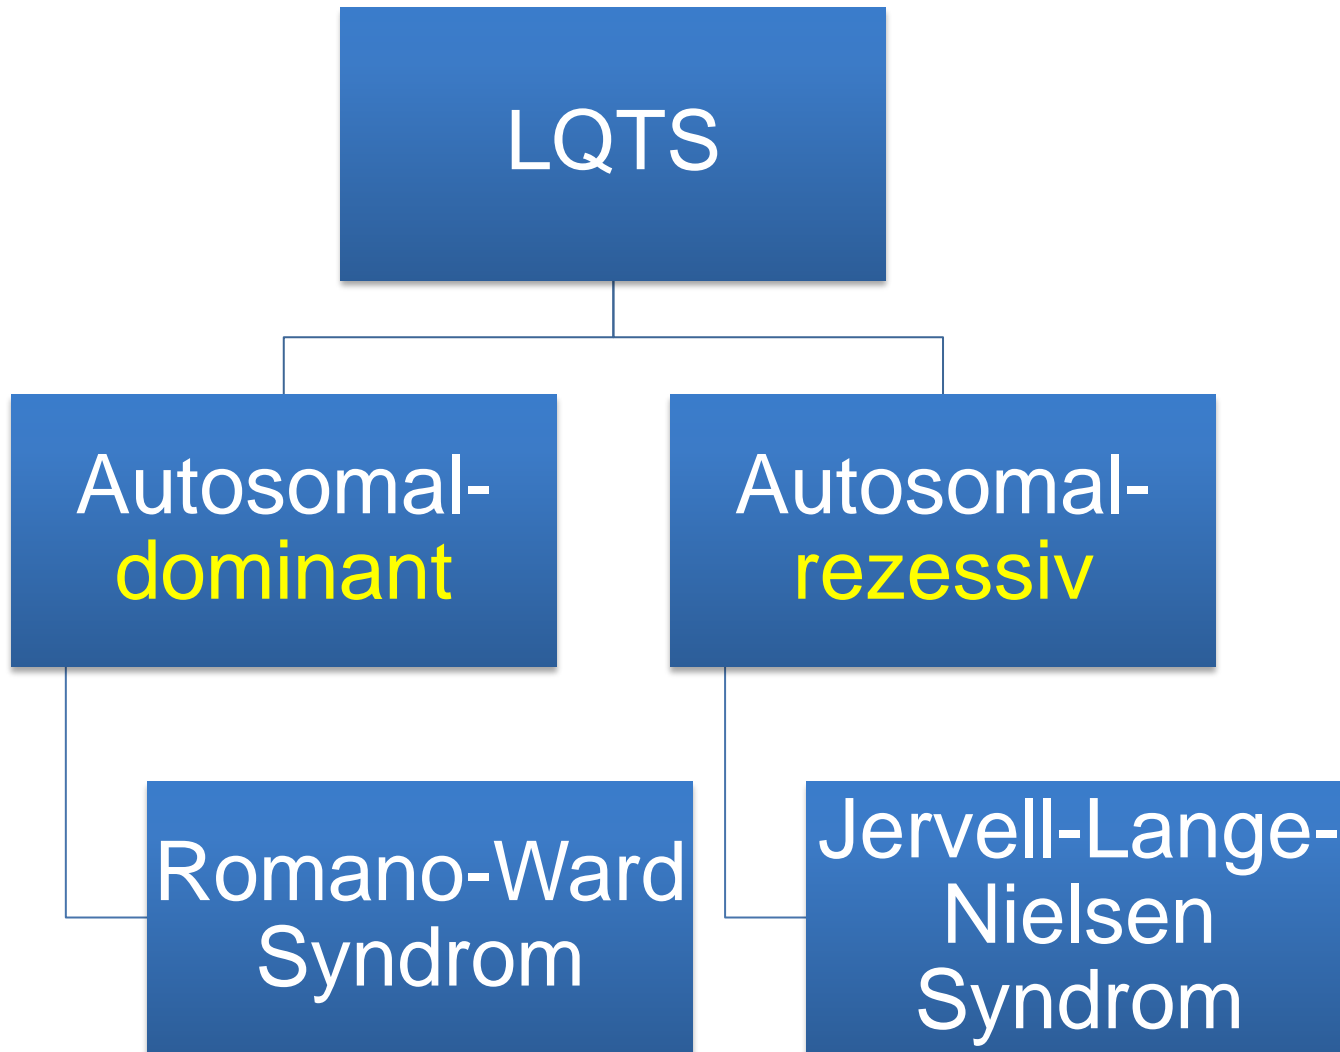 LQTS
Autosomal-
dominant
Autosomal-
rezessiv
Romano-Ward
Syndrom
Jervell-Lange-
Nielsen
Syndrom